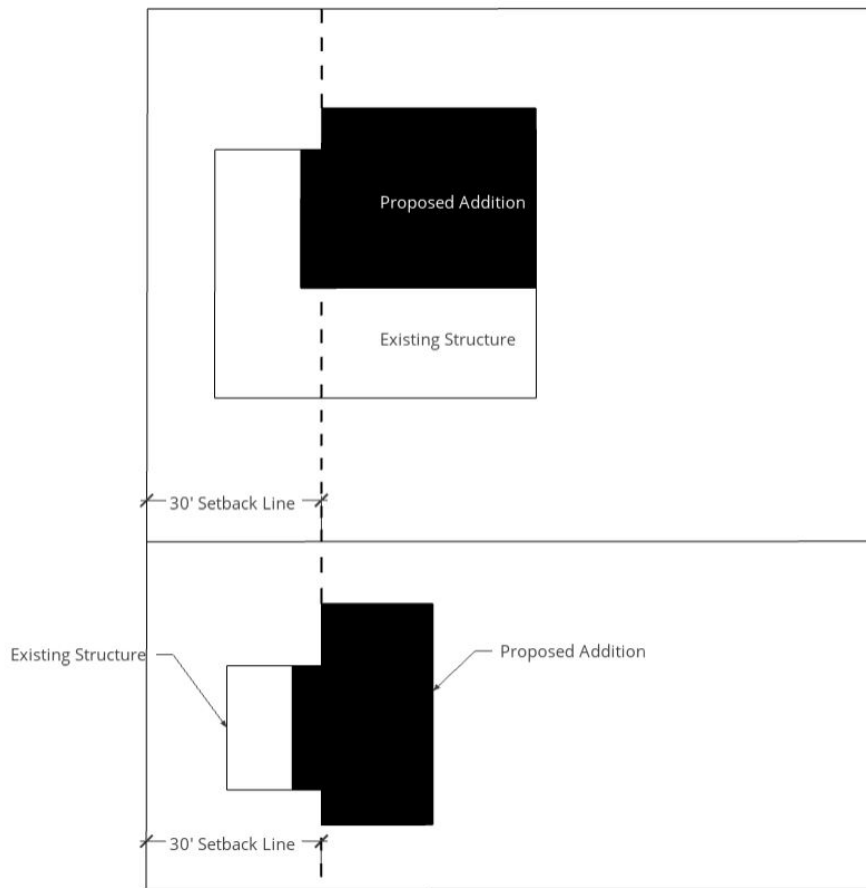 Proposed Addition
Existing Structure
30' Setback Line
Existing Structure
Proposed Addition
30' Setback Line